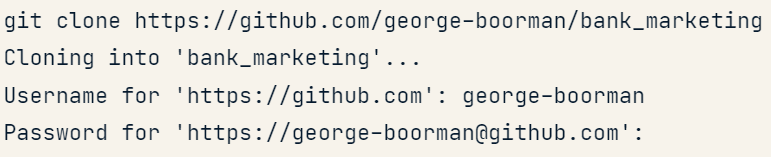 git clone https://github.com/george-boorman/bank_marketing
Cloning into 'bank_marketing'...
Username for 'https://github.com': george-boorman
Password for 'https://george-boorman@github.com':